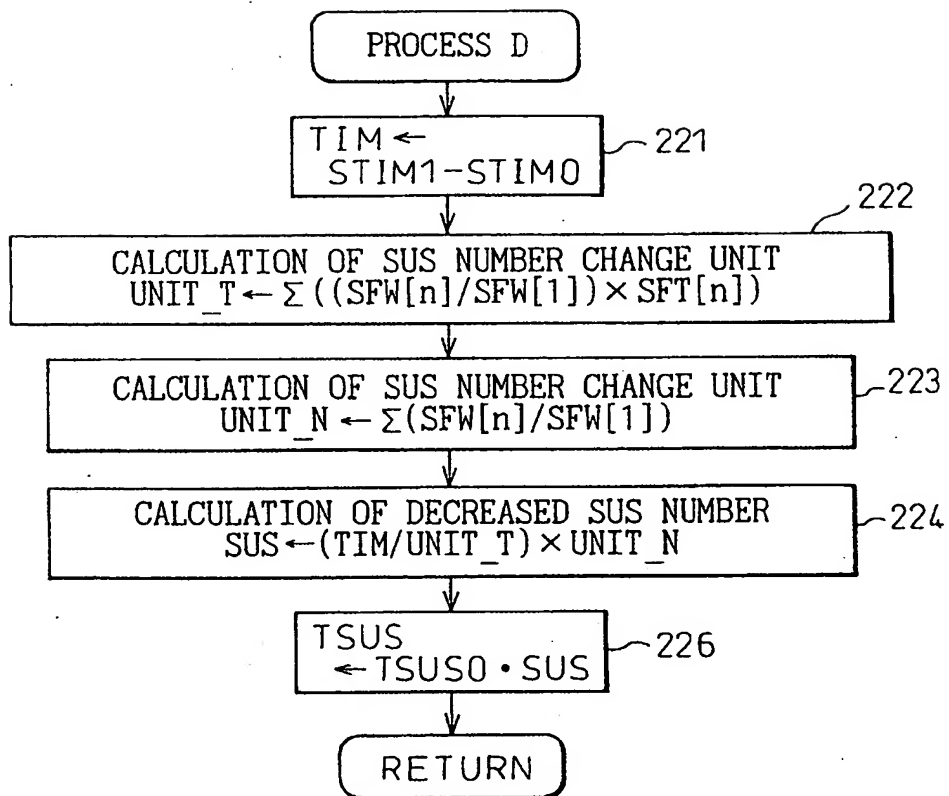 PROCESS D
TIM ←
STIM1-STIM0
221
222
CALCULATION OF SUS NUMBER CHANGE UNIT
UNIT_T ← Σ((SFW[n]/SFW[1])×SFT[n])
CALCULATION OF SUS NUMBER CHANGE UNIT
UNIT_N ← Σ(SFW[n]/SFW[1])
223
CALCULATION OF DECREASED SUS NUMBER
SUS ← (TIM/UNIT_T)×UNIT_N
224
TSUS
← TSUS0・SUS
226
RETURN